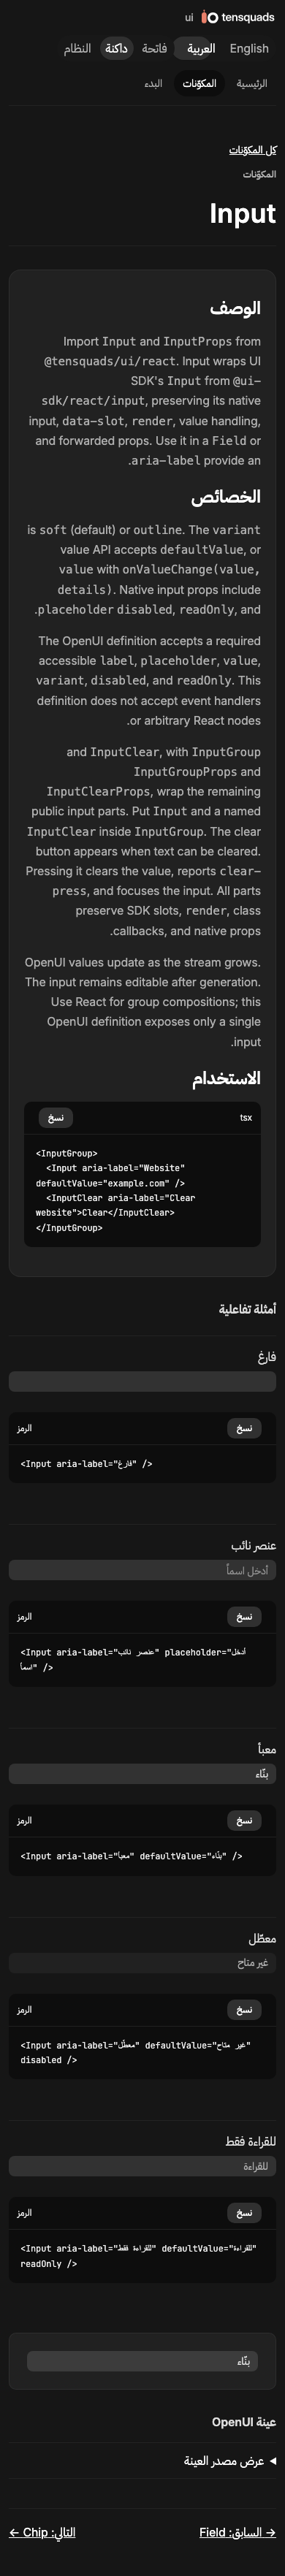 tensquads ui
English العربية فاتحة داكنة النظام
الرئيسية المكوّنات البدء
كل المكوّنات
المكوّنات
Input
الوصف
Import Input and InputProps from
@tensquads/ui/react. Input wraps UI
SDK's Input from @ui-
sdk/react/input, preserving its native
input, data-slot, render, value handling,
and forwarded props. Use it in a Field or
provide an aria-label.
الخصائص
The variant is soft (default) or outline.
value API accepts defaultValue, or
value with onValueChange(value,
details). Native input props include
placeholder disabled, readOnly, and.
The OpenUI definition accepts a required
accessible label, placeholder, value,
variant, disabled, and readOnly. This
definition does not accept event handlers
or arbitrary React nodes.
InputGroup and InputClear, with
InputGroupProps and
InputClearProps, wrap the remaining
public input parts. Put Input and a named
InputClear inside InputGroup. The clear
button appears when text can be cleared.
Pressing it clears the value, reports clear-
press, and focuses the input. All parts
preserve SDK slots, render, class
callbacks, and native props.
OpenUI values update as the stream grows.
The input remains editable after generation.
Use React for group compositions; this
OpenUI definition exposes only a single
input.
الاستخدام
tsx نسخ
<InputGroup>
<Input aria-label="Website"
defaultValue="example.com" />
<InputClear aria-label="Clear
website">Clear</InputClear>
</InputGroup>
أمثلة تفاعلية
فارغ
الرمز نسخ
<Input aria-label="فارغ" />
عنصر نائب
أدخل اسماً
الرمز نسخ
<Input aria-label="عنصر نائب" placeholder="أدخل
اسماً" />
معبأ
بنّاء
الرمز نسخ
<Input aria-label="معبأ" defaultValue="بنّاء" />
معطّل
غير متاح
الرمز نسخ
<Input aria-label="معطّل" defaultValue="غير متاح"
disabled />
للقراءة فقط
للقراءة
الرمز نسخ
<Input aria-label="للقراءة فقط" defaultValue="للقراءة"
readOnly />
بنّاء
عينة OpenUI
عرض مصدر العينة
→ السابق: Field
التالي: Chip ←